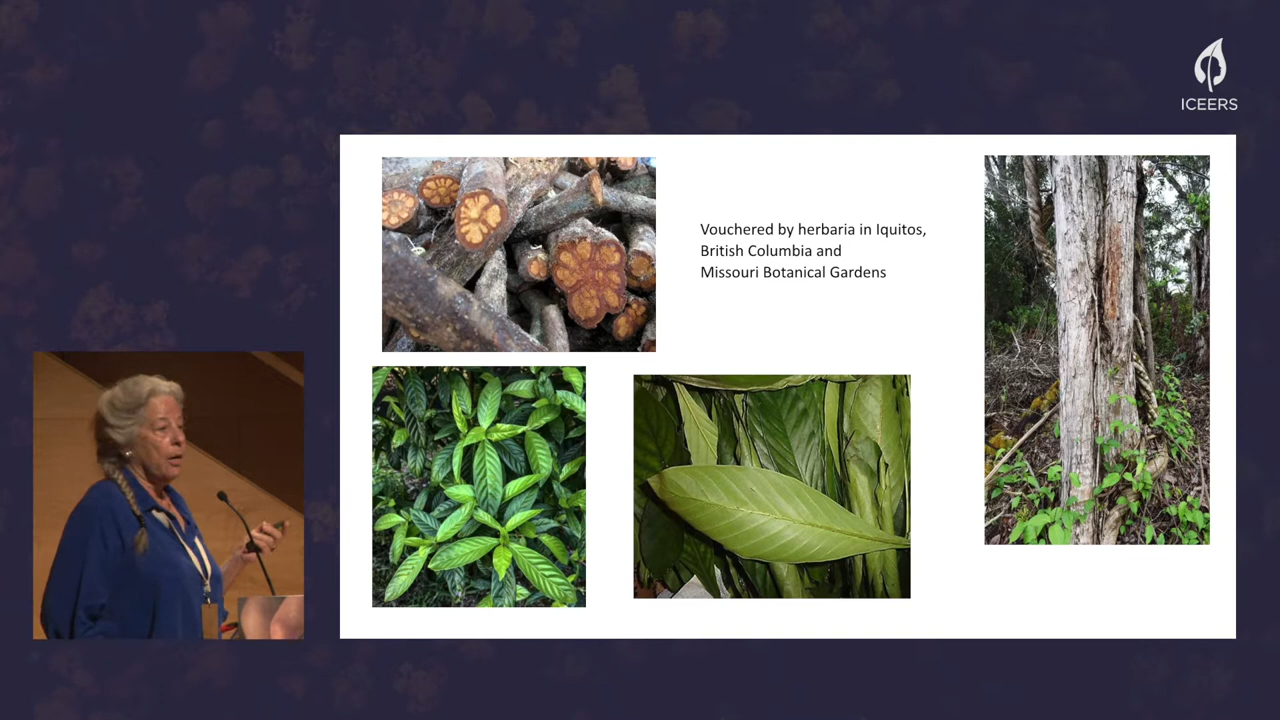 ICEERS
Vouchered by herbaria in Iquitos,
British Columbia and
Missouri Botanical Gardens